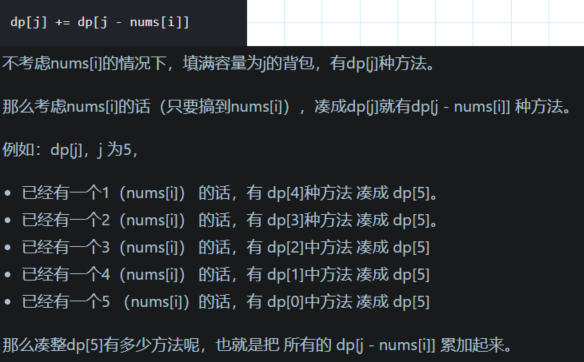 dp[j] += dp[j - nums[i]]
不考虑nums[i]的情况下，填满容量为j的背包，有dp[j]种方法。
那么考虑nums[i]的话（只要搞到nums[i]），凑成dp[j]就有dp[j - nums[i]] 种方法。
例如：dp[j]，j 为5，
• 已经有一个1（nums[i]） 的话，有 dp[4]种方法 凑成 dp[5]。
• 已经有一个2（nums[i]） 的话，有 dp[3]种方法 凑成 dp[5]。
• 已经有一个3（nums[i]） 的话，有 dp[2]中方法 凑成 dp[5]
• 已经有一个4（nums[i]） 的话，有 dp[1]中方法 凑成 dp[5]
• 已经有一个5 （nums[i]）的话，有 dp[0]中方法 凑成 dp[5]
那么凑整dp[5]有多少方法呢，也就是把 所有的 dp[j - nums[i]] 累加起来。